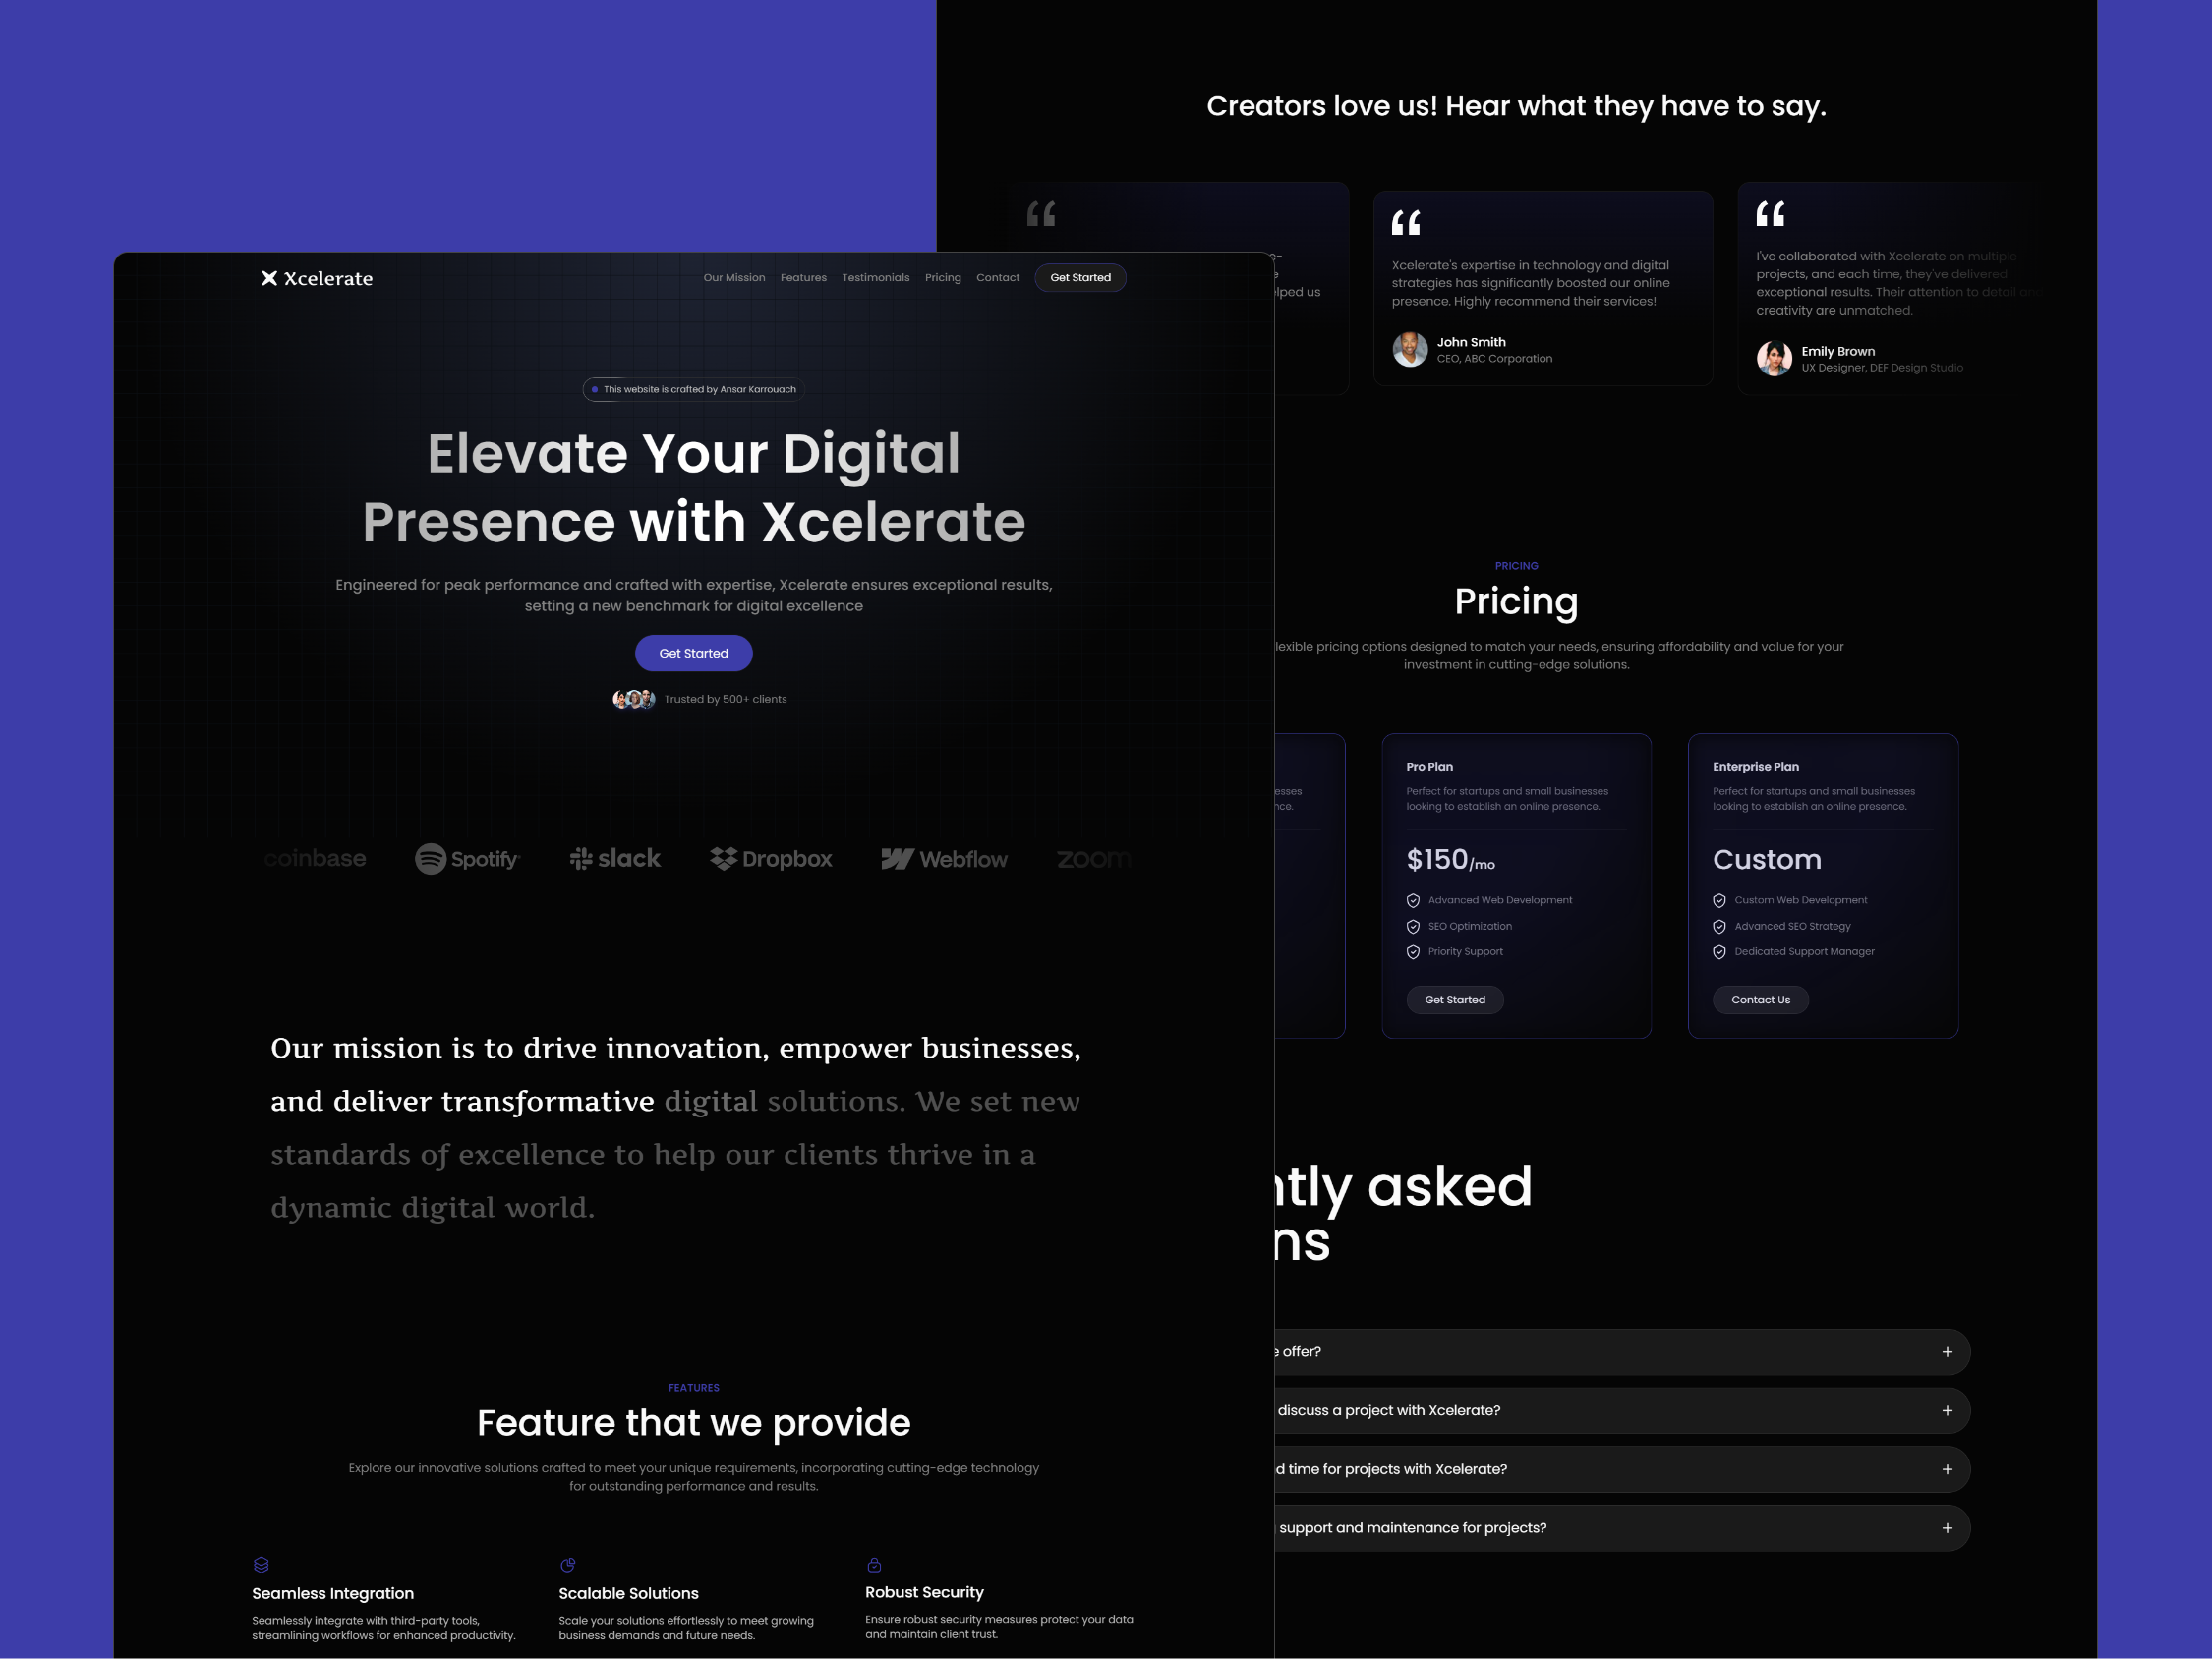 Xcelerate
Our Mission Features Testimonials Pricing Contact Get Started
This website is crafted by Ansar Karrouach
Elevate Your Digital
Presence with Xcelerate
Engineered for peak performance and crafted with expertise, Xcelerate ensures exceptional results,
setting a new benchmark for digital excellence
Get Started
Trusted by 500+ clients
coinbase Spotify slack Dropbox Webflow zoom
Our mission is to drive innovation, empower businesses,
and deliver transformative digital solutions. We set new
standards of excellence to help our clients thrive in a
dynamic digital world.
FEATURES
Feature that we provide
Explore our innovative solutions crafted to meet your unique requirements, incorporating cutting-edge technology
for outstanding performance and results.
Seamless Integration
Seamlessly integrate with third-party tools,
streamlining workflows for enhanced productivity.
Scalable Solutions
Scale your solutions effortlessly to meet growing
business demands and future needs.
Robust Security
Ensure robust security measures protect your data
and maintain client trust.
Creators love us! Hear what they have to say.
e-
e
elped us
Xcelerate's expertise in technology and digital
strategies has significantly boosted our online
presence. Highly recommend their services!
John Smith
CEO, ABC Corporation
I've collaborated with Xcelerate on multiple
projects, and each time, they've delivered
exceptional results. Their attention to detail and
creativity are unmatched.
Emily Brown
UX Designer, DEF Design Studio
PRICING
Pricing
lexible pricing options designed to match your needs, ensuring affordability and value for your
investment in cutting-edge solutions.
esses
nce.
Pro Plan
Perfect for startups and small businesses
looking to establish an online presence.
$150/mo
Advanced Web Development
SEO Optimization
Priority Support
Get Started
Enterprise Plan
Perfect for startups and small businesses
looking to establish an online presence.
Custom
Custom Web Development
Advanced SEO Strategy
Dedicated Support Manager
Contact Us
ntly asked
ns
e offer?
discuss a project with Xcelerate?
d time for projects with Xcelerate?
support and maintenance for projects?